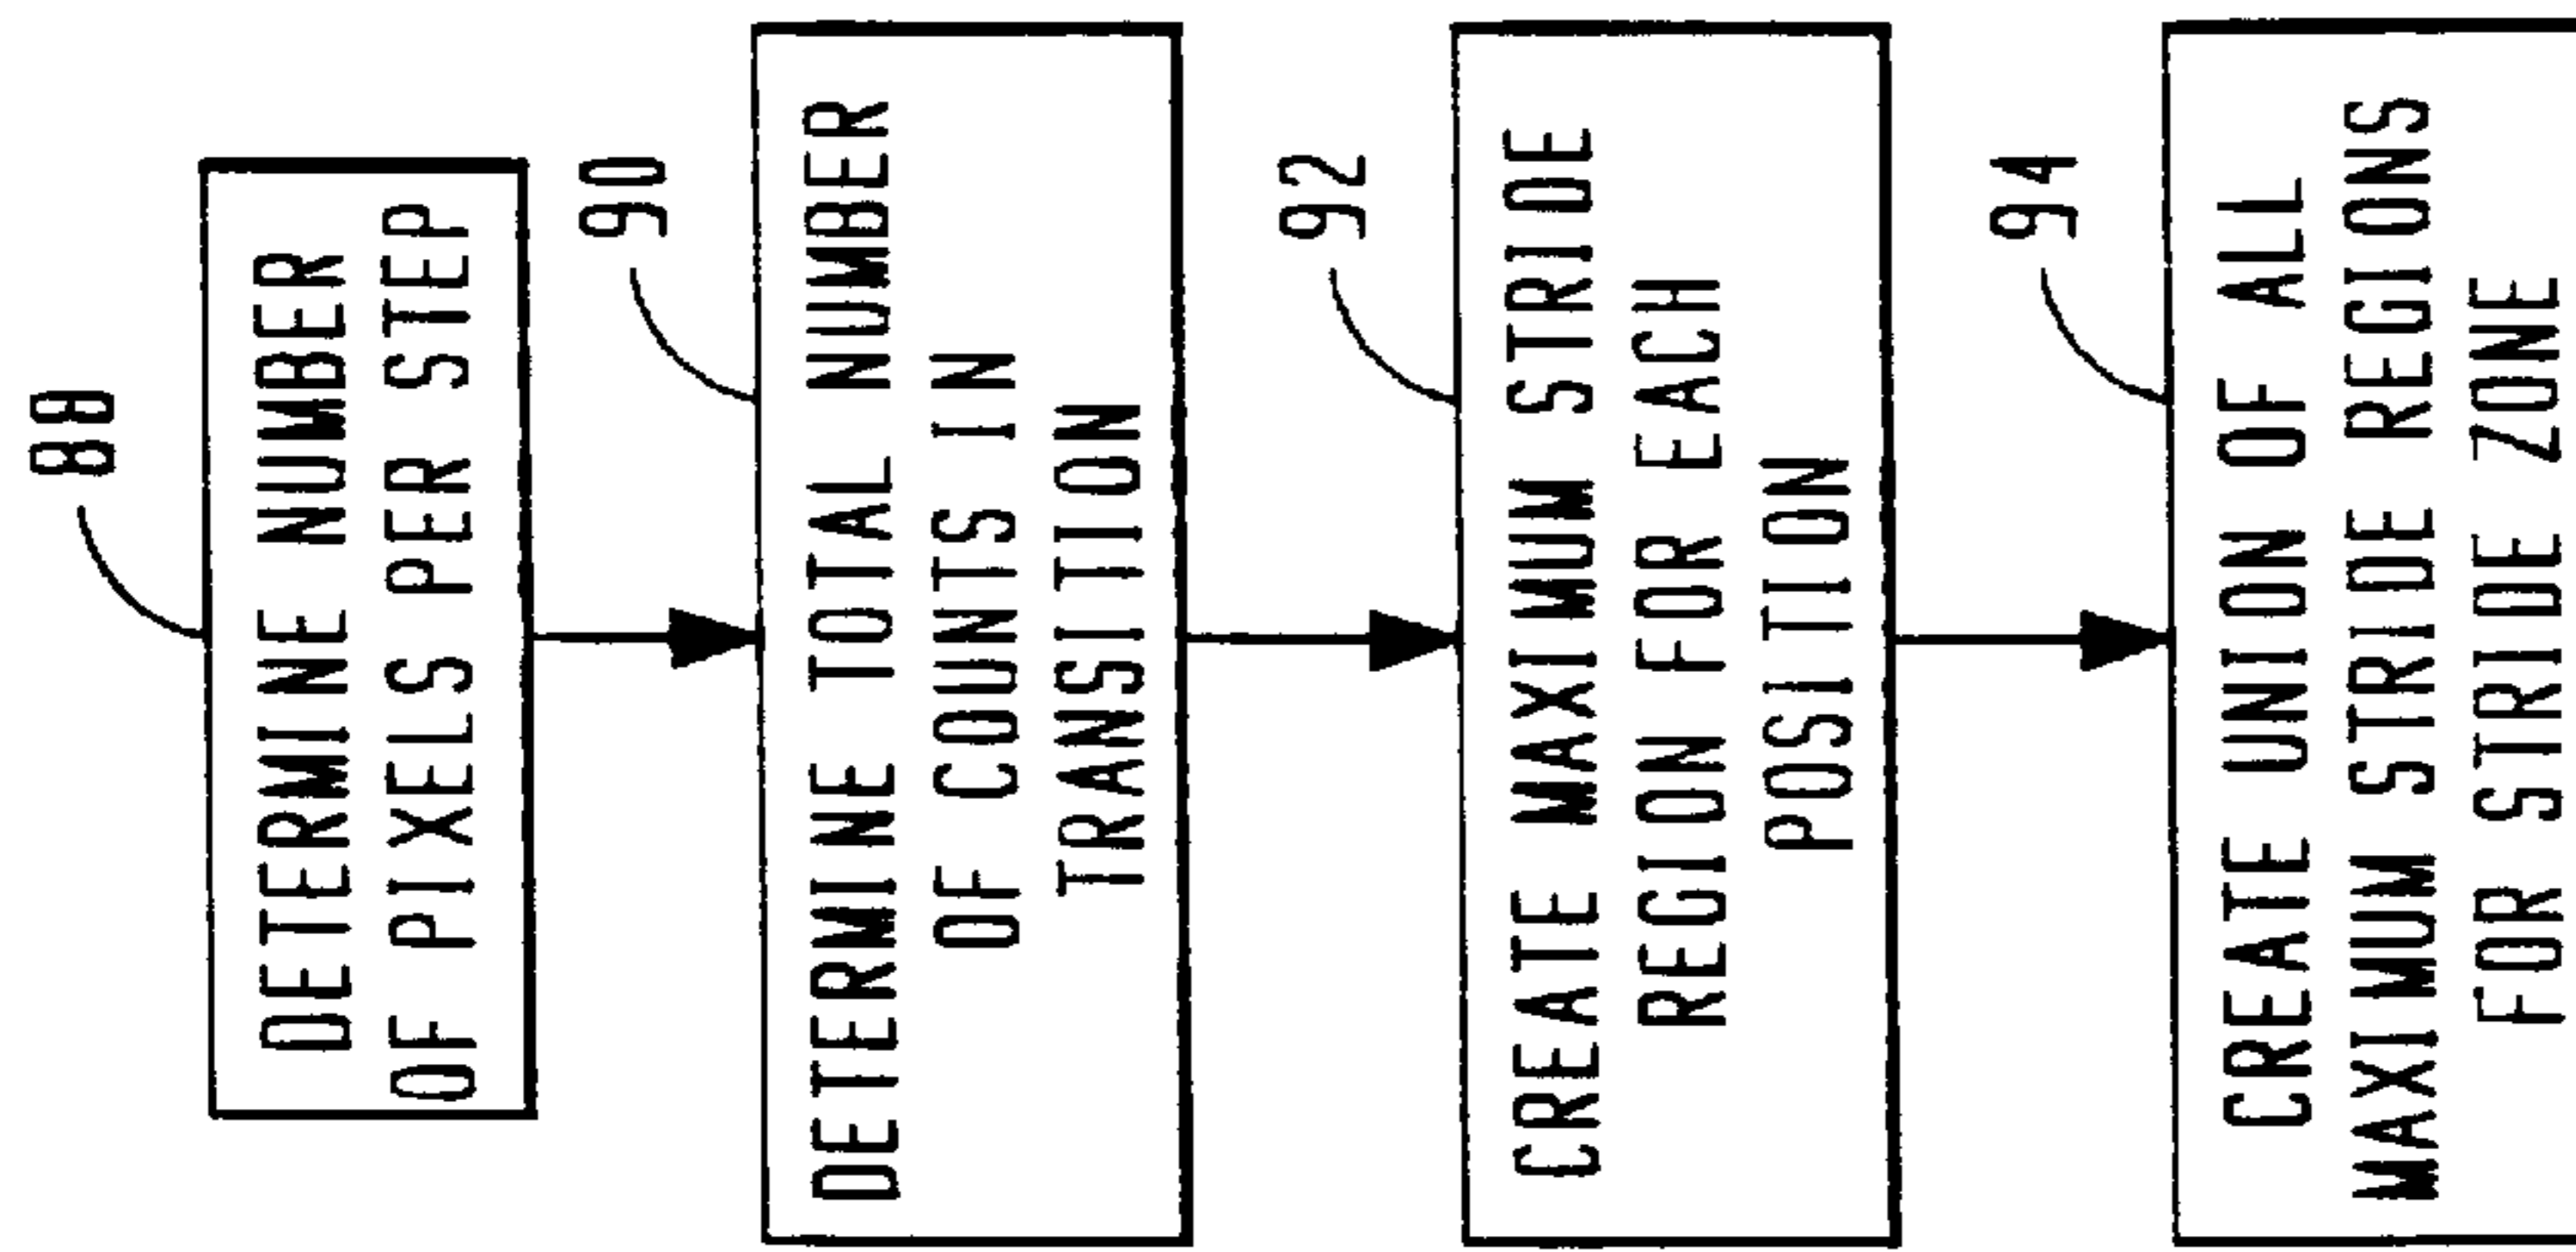 88
DETERMINE NUMBER
OF PIXELS PER STEP
90
DETERMINE TOTAL NUMBER
OF COUNTS IN
TRANSITION
92
CREATE MAXIMUM STRIDE
REGION FOR EACH
POSITION
94
CREATE UNION OF ALL
MAXIMUM STRIDE REGIONS
FOR STRIDE ZONE